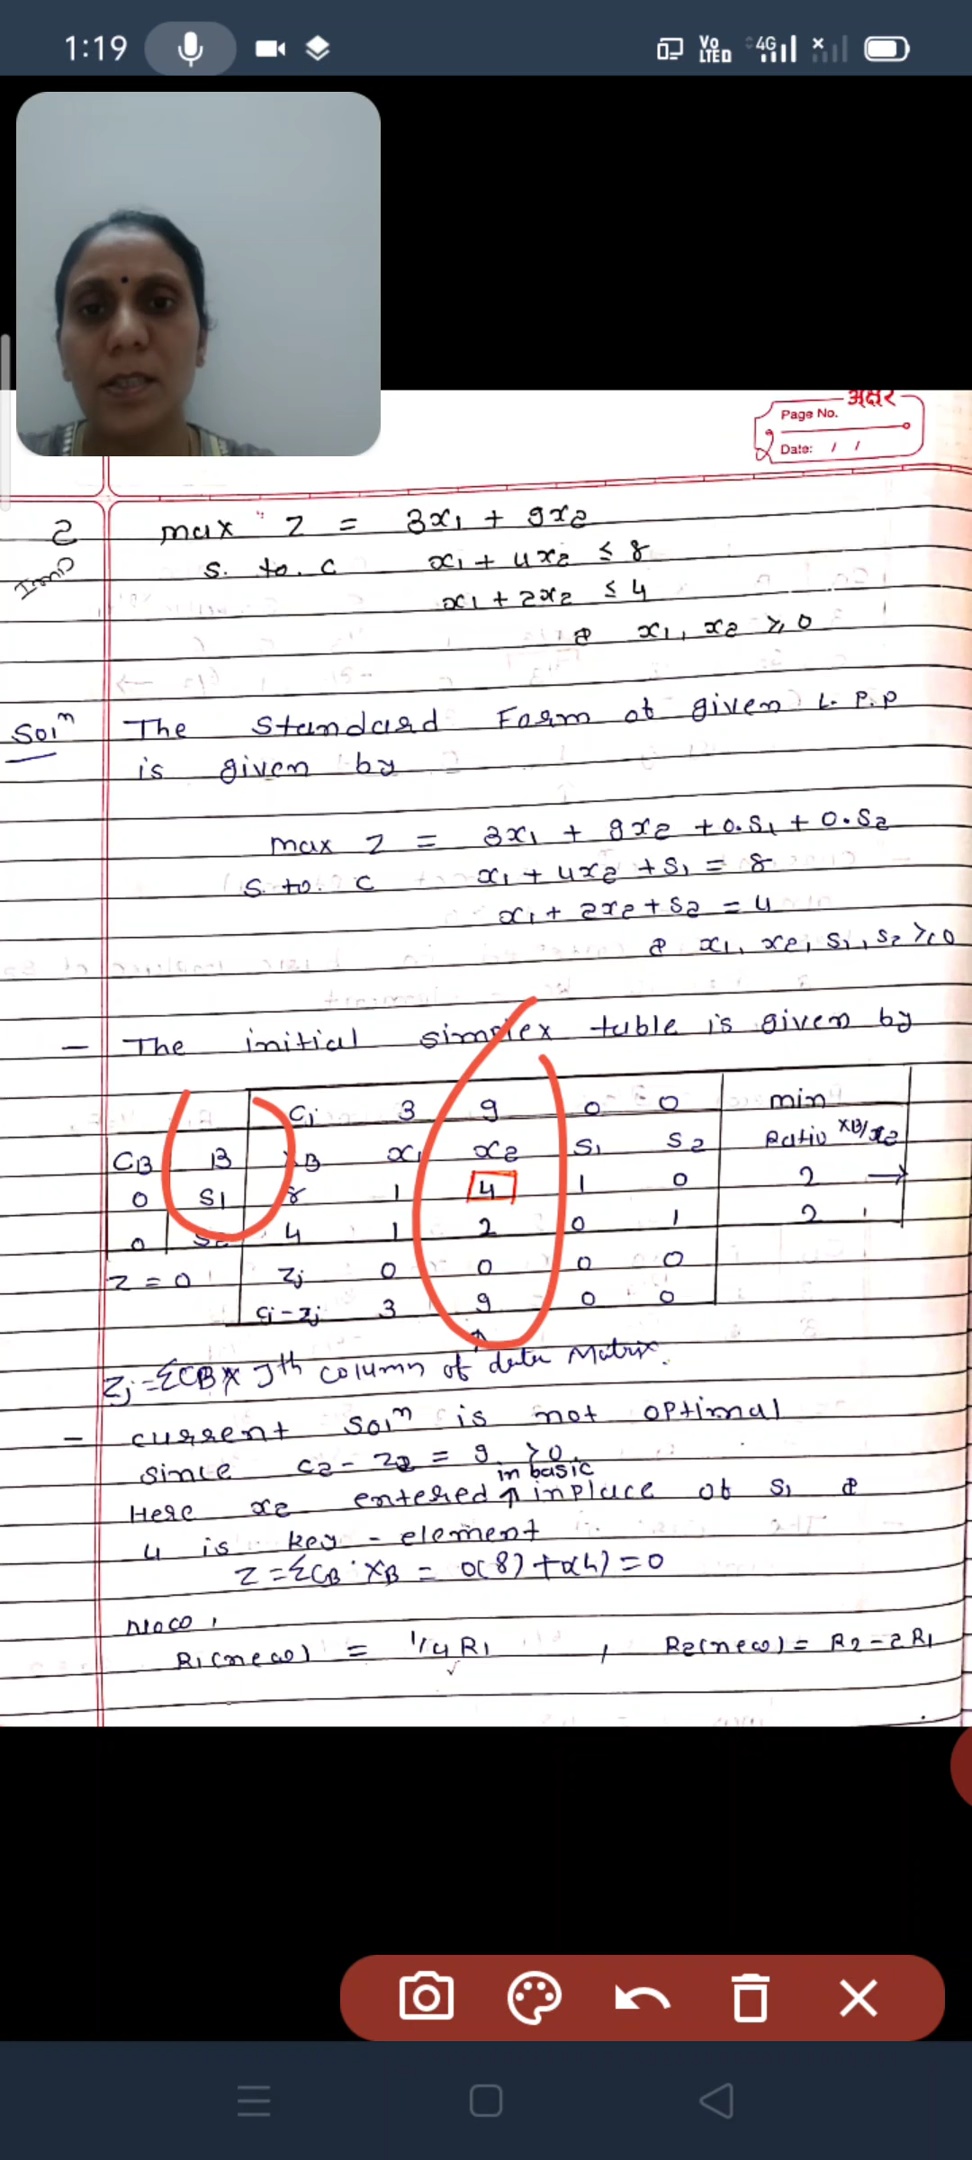 1:19
Vo LTED 4G x
अक्षर
Page No.
2
Date: / /
2 max Z = 3x₁ + 9x₂
Imp s. to. c x₁ + 4x₂ ≤ 8
x₁ + 2x₂ ≤ 4
& x₁, x₂ ≥ 0
Solⁿ The standard Form of given L.P.P
is given by
max Z = 3x₁ + 9x₂ + 0.S₁ + 0.S₂
s. to. c x₁ + 4x₂ + S₁ = 8
x₁ + 2x₂ + S₂ = 4
& x₁, x₂, S₁, S₂ ≥ 0
– The initial simplex table is given by
Cj 3 9 0 0 min
CB B XB x₁ x₂ S₁ S₂ Ratio XB/x₂
0 S₁ 8 1 4 1 0 2 →
0 S₂ 4 1 2 0 1 2
Z = 0 Zj 0 0 0 0
Cj-Zj 3 9 0 0
↑
Zj = ΣCB × Jth column of data Matrix.
– current Solⁿ is not optimal
since C₂ - Z₂ = 9 > 0
in basic
Here x₂ entered ↑ inplace of S₁ &
4 is key - element
Z = ΣCB · XB = 0(8) + 0(4) = 0
Now,
R₁(new) = 1/4 R₁ , R₂(new) = R₂ - 2R₁